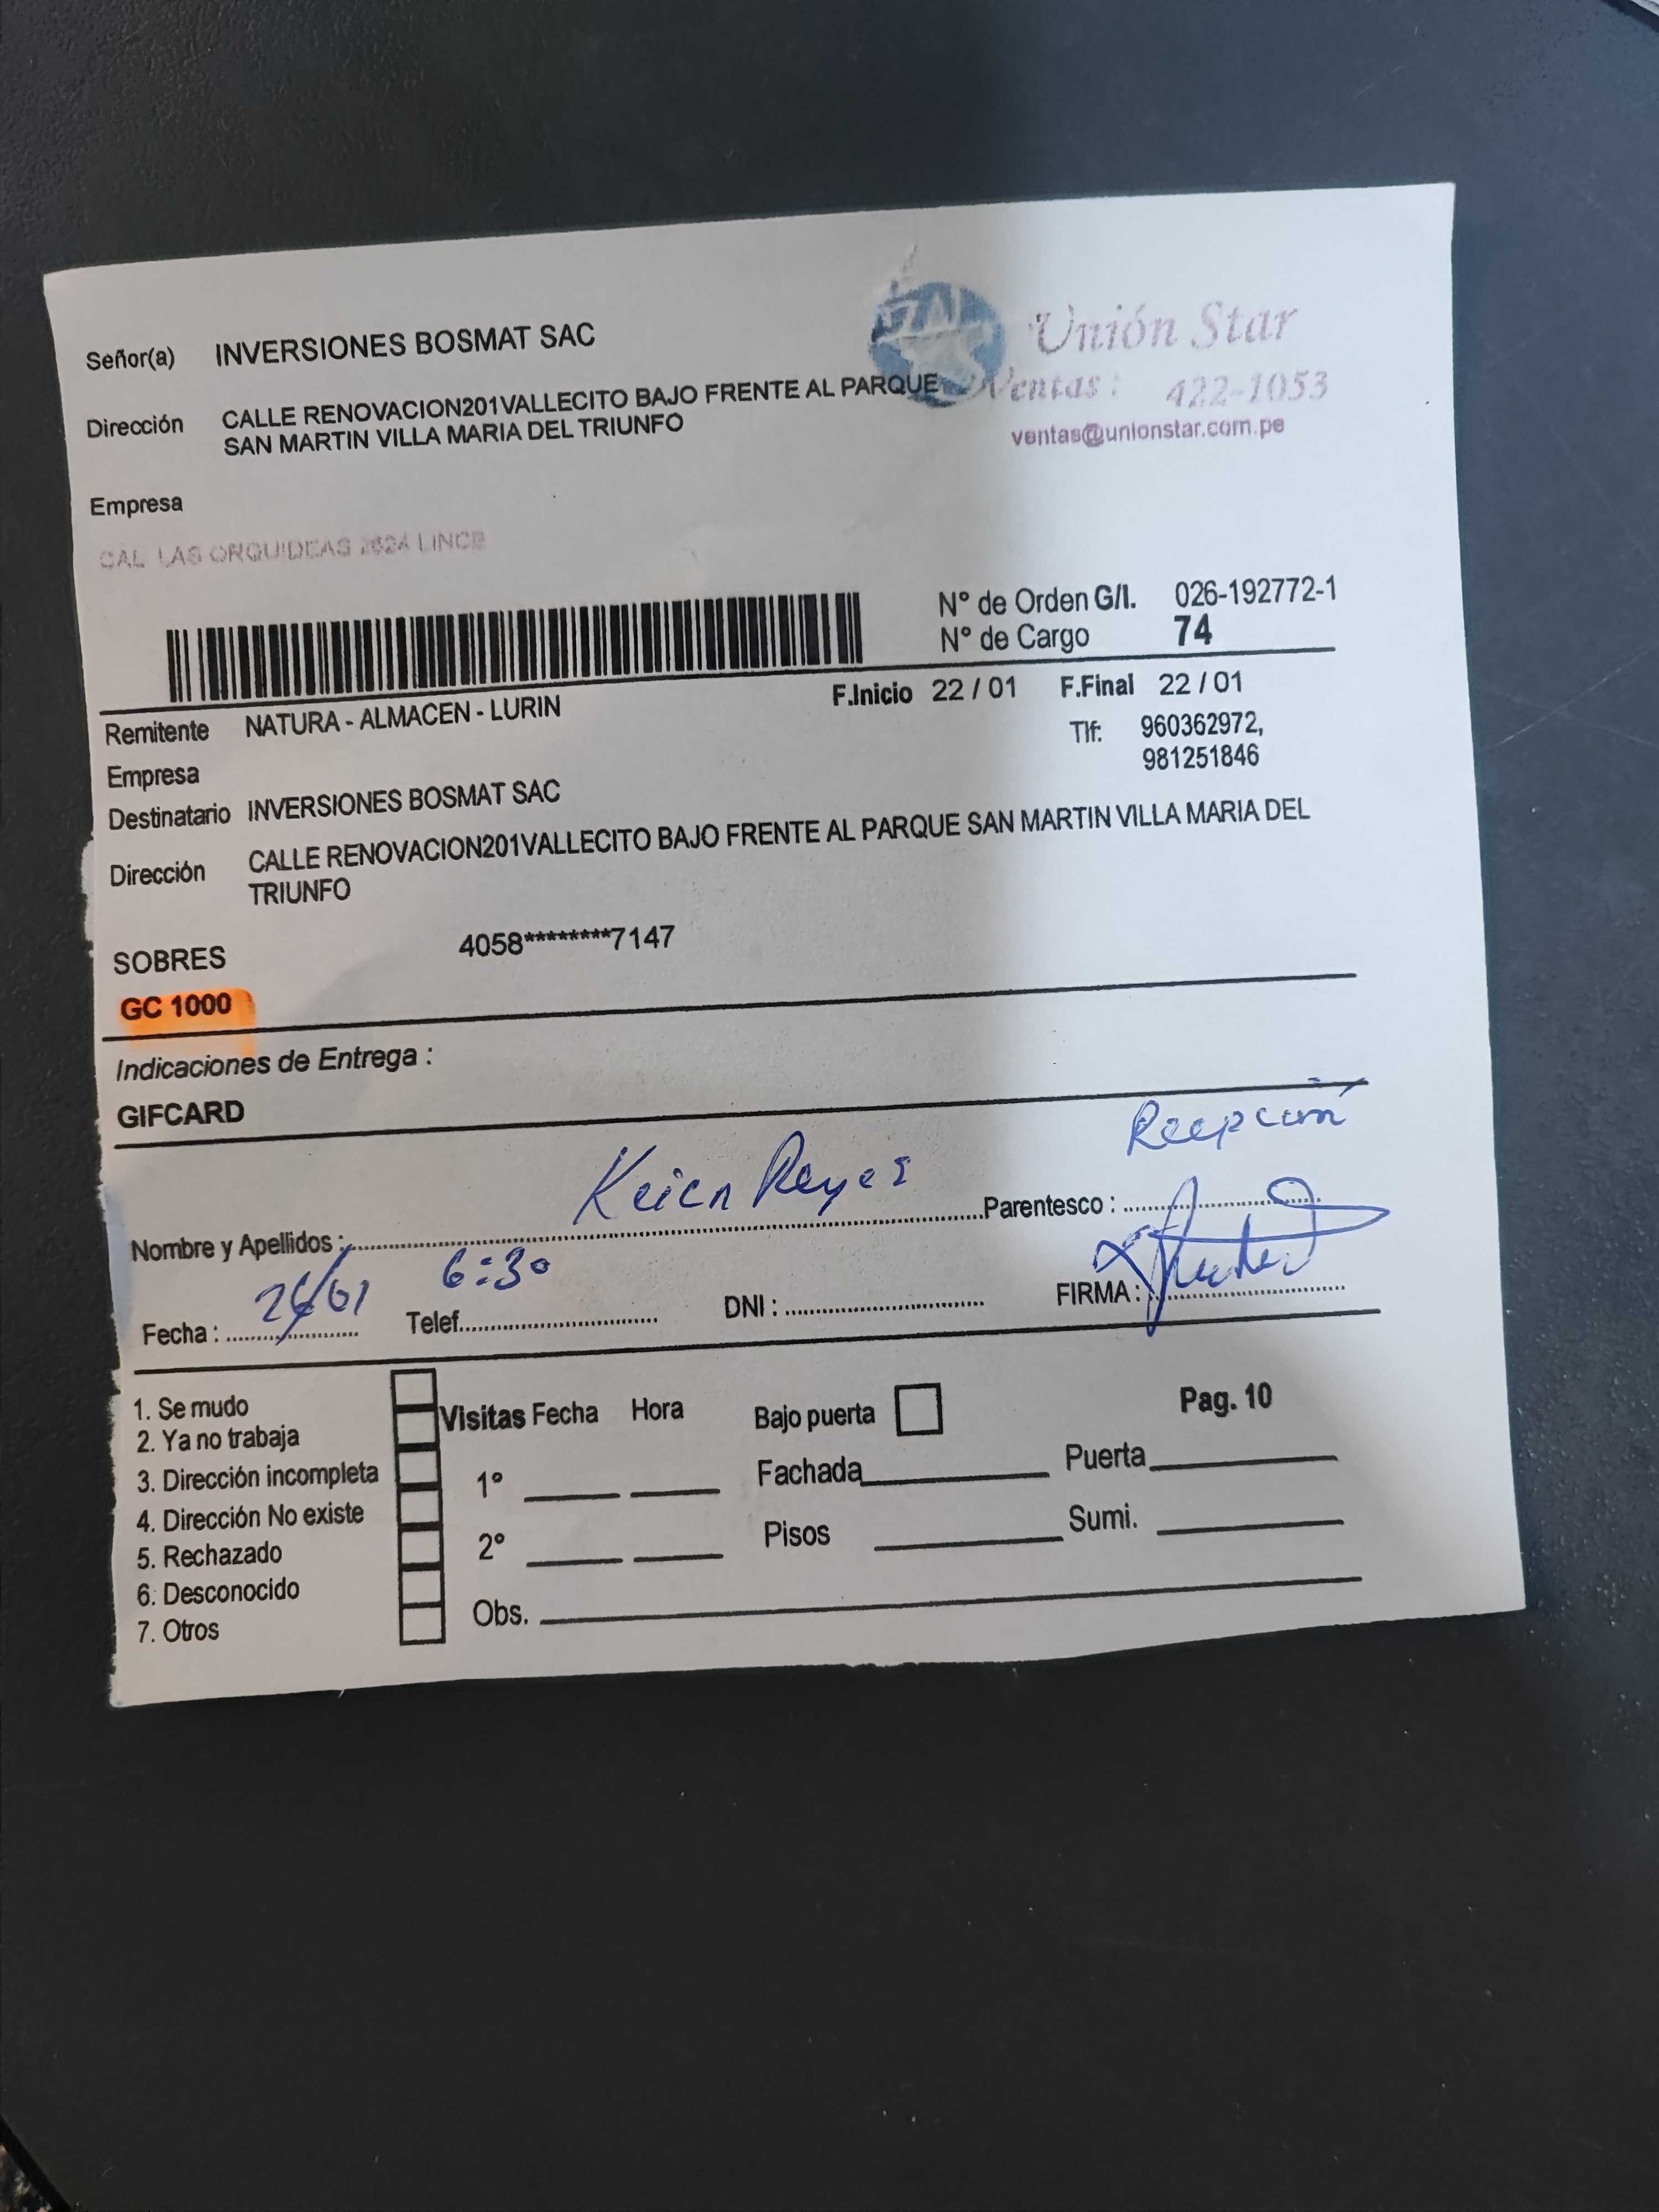 Señor(a) INVERSIONES BOSMAT SAC
Unión Star
Dirección CALLE RENOVACION201VALLECITO BAJO FRENTE AL PARQUE
SAN MARTIN VILLA MARIA DEL TRIUNFO
Ventas: 422-1053
ventas@unionstar.com.pe
Empresa
CAL LAS ORQUIDEAS 2624 LINCE
N° de Orden G/I. 026-192772-1
N° de Cargo 74
F.Inicio 22 / 01 F.Final 22 / 01
Remitente NATURA - ALMACEN - LURIN
Tlf: 960362972,
981251846
Empresa
Destinatario INVERSIONES BOSMAT SAC
Dirección CALLE RENOVACION201VALLECITO BAJO FRENTE AL PARQUE SAN MARTIN VILLA MARIA DEL
TRIUNFO
SOBRES 4058********7147
GC 1000
Indicaciones de Entrega :
GIFCARD
Recepción
Nombre y Apellidos : Keien Reyes Parentesco :
Fecha : 26/01 Telef. 6:30 DNI : FIRMA :
1. Se mudo
2. Ya no trabaja
3. Dirección incompleta
4. Dirección No existe
5. Rechazado
6. Desconocido
7. Otros
Visitas Fecha Hora
1°
2°
Obs.
Bajo puerta
Pag. 10
Fachada Puerta
Pisos Sumi.